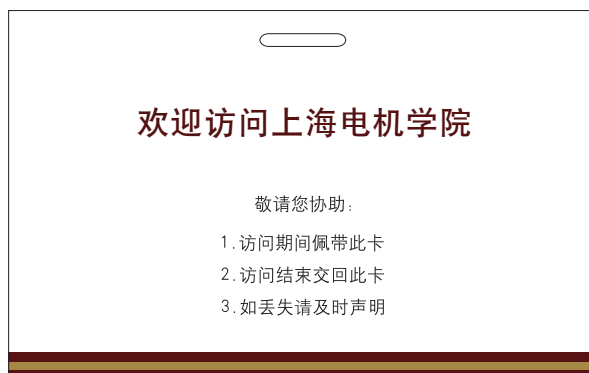 欢迎访问上海电机学院
敬请您协助：
1.访问期间佩带此卡
2.访问结束交回此卡
3.如丢失请及时声明